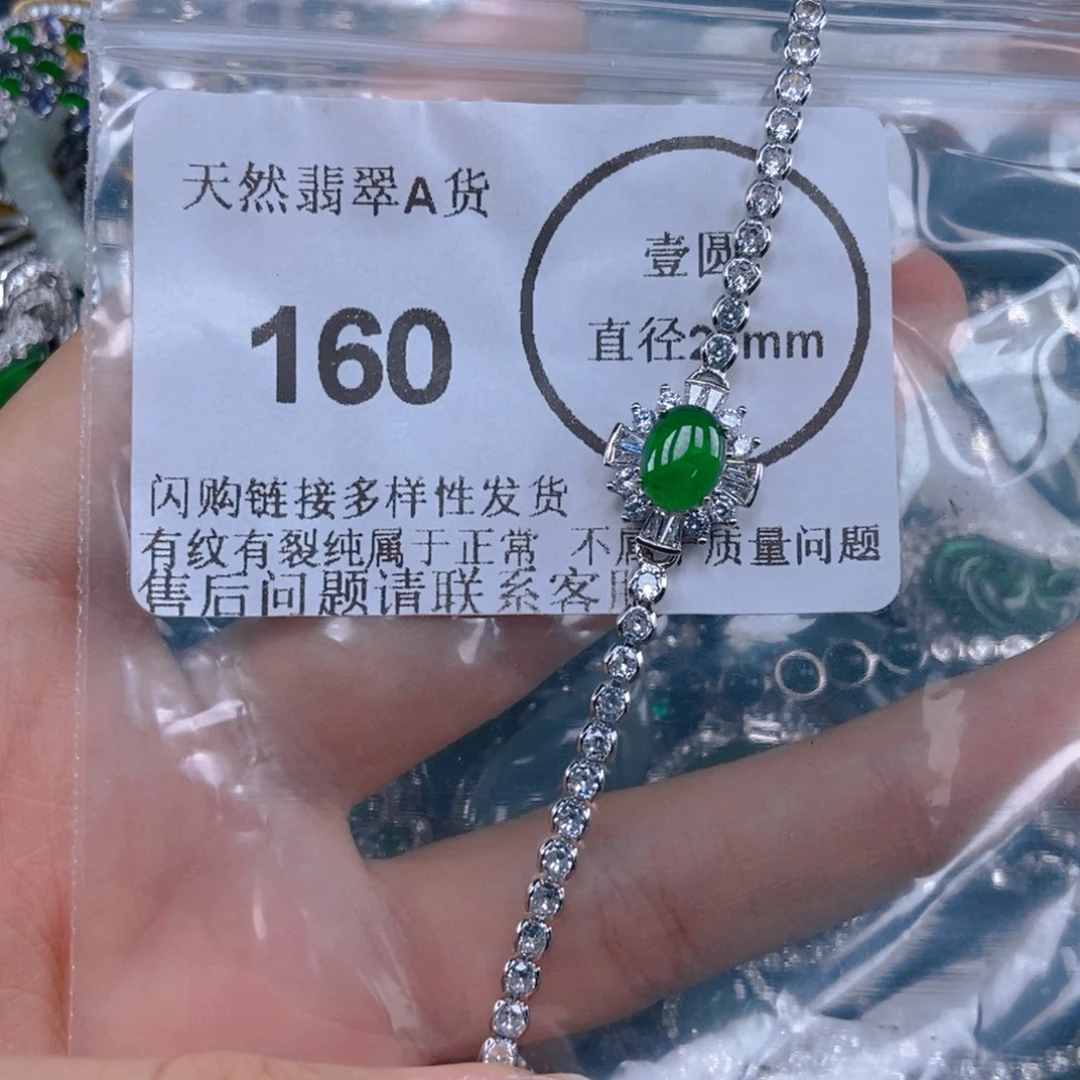 天然翡翠A货
160
壹圆
直径2 mm
闪购链接多样性发货
有纹有裂纯属于正常 不属 质量问题
售后问题请联系客服